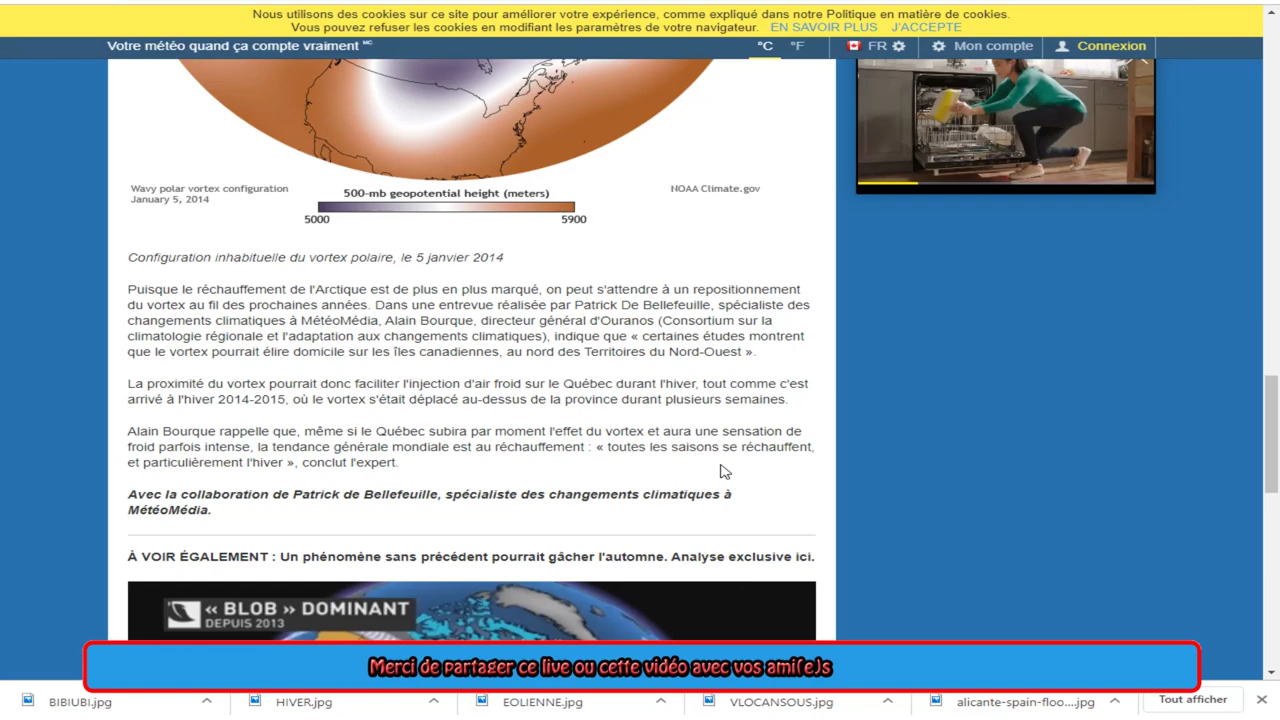 Nous utilisons des cookies sur ce site pour améliorer votre expérience, comme expliqué dans notre Politique en matière de cookies.
Vous pouvez refuser les cookies en modifiant les paramètres de votre navigateur. EN SAVOIR PLUS J'ACCEPTE
Votre météo quand ça compte vraiment MC °C °F FR Mon compte Connexion
Wavy polar vortex configuration
January 5, 2014
500-mb geopotential height (meters)
NOAA Climate.gov
5000 5900
Configuration inhabituelle du vortex polaire, le 5 janvier 2014
Puisque le réchauffement de l'Arctique est de plus en plus marqué, on peut s'attendre à un repositionnement
du vortex au fil des prochaines années. Dans une entrevue réalisée par Patrick De Bellefeuille, spécialiste des
changements climatiques à MétéoMédia, Alain Bourque, directeur général d'Ouranos (Consortium sur la
climatologie régionale et l'adaptation aux changements climatiques), indique que « certaines études montrent
que le vortex pourrait élire domicile sur les îles canadiennes, au nord des Territoires du Nord-Ouest ».
La proximité du vortex pourrait donc faciliter l'injection d'air froid sur le Québec durant l'hiver, tout comme c'est
arrivé à l'hiver 2014-2015, où le vortex s'était déplacé au-dessus de la province durant plusieurs semaines.
Alain Bourque rappelle que, même si le Québec subira par moment l'effet du vortex et aura une sensation de
froid parfois intense, la tendance générale mondiale est au réchauffement : « toutes les saisons se réchauffent,
et particulièrement l'hiver », conclut l'expert.
Avec la collaboration de Patrick de Bellefeuille, spécialiste des changements climatiques à
MétéoMédia.
À VOIR ÉGALEMENT : Un phénomène sans précédent pourrait gâcher l'automne. Analyse exclusive ici.
« BLOB » DOMINANT
DEPUIS 2013
Merci de partager ce live ou cette vidéo avec vos ami(e)s
BIBIUBI.jpg HIVER.jpg EOLIENNE.jpg VLOCANSOUS.jpg alicante-spain-floo....jpg Tout afficher